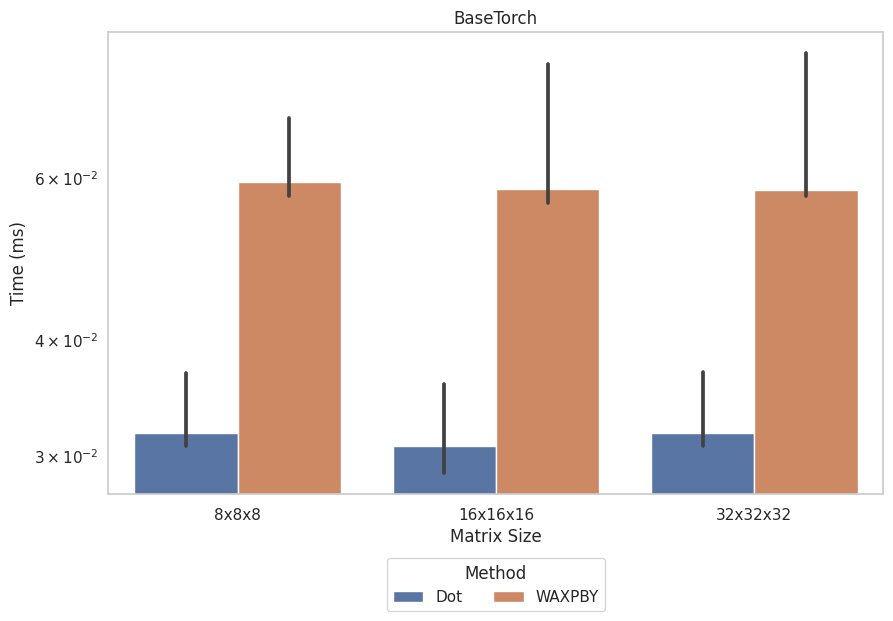 BaseTorch
Time (ms)
6 × 10⁻²
4 × 10⁻²
3 × 10⁻²
8x8x8 16x16x16 32x32x32
Matrix Size
Method
Dot WAXPBY